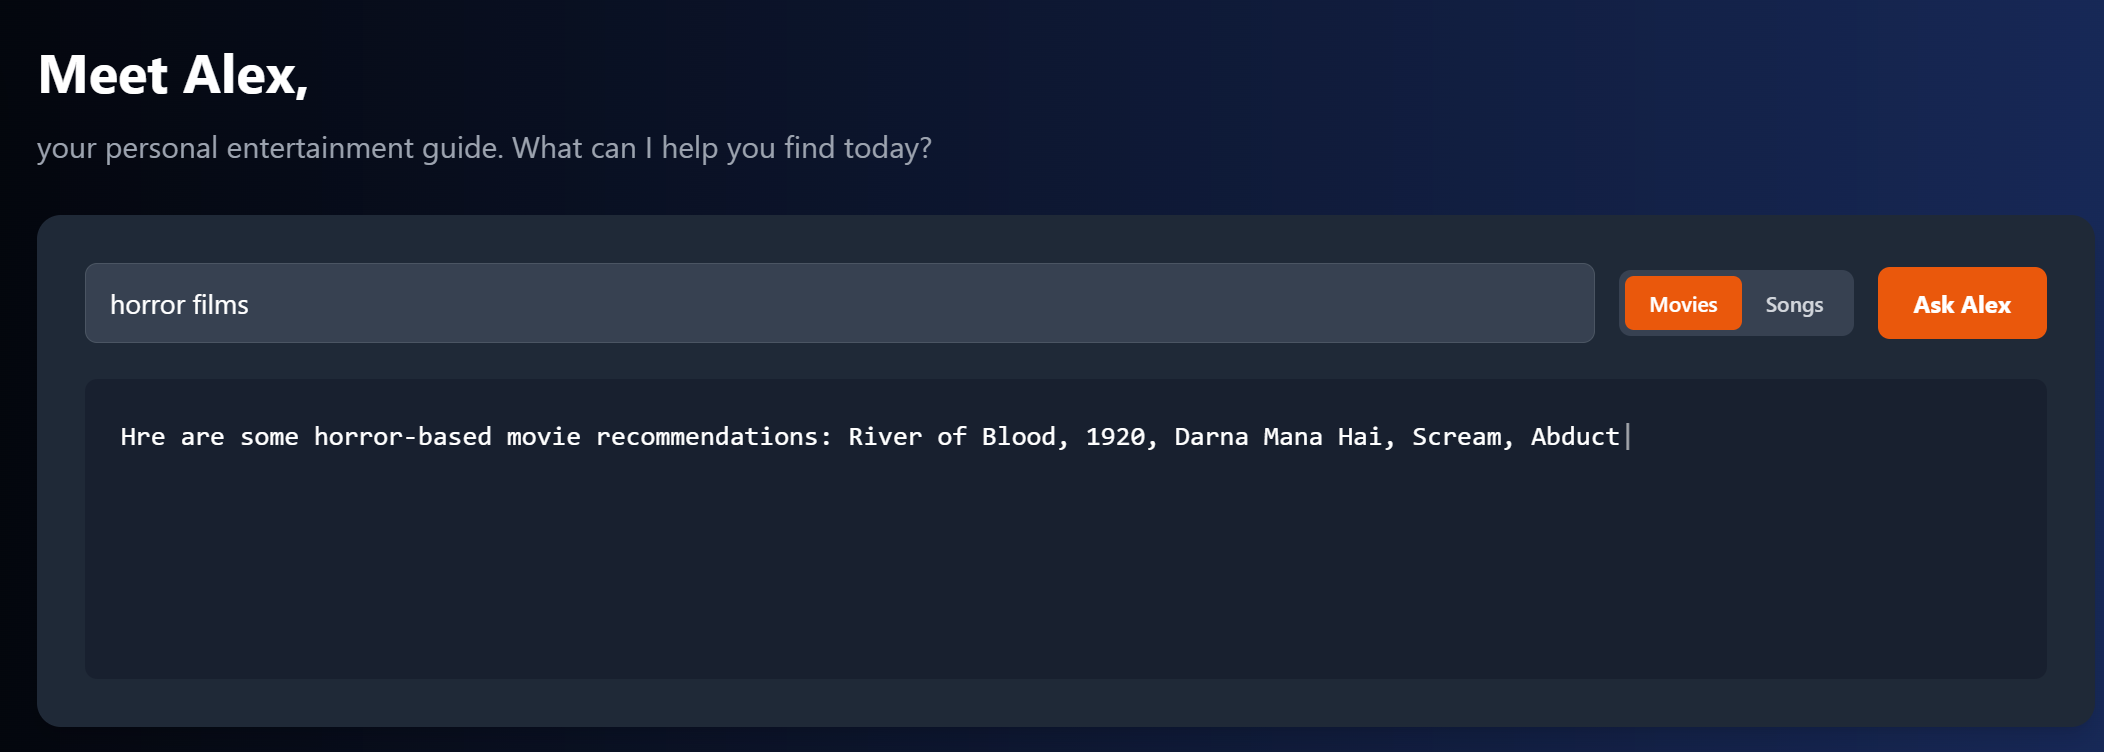 Meet Alex,
your personal entertainment guide. What can I help you find today?
horror films
Movies
Songs
Ask Alex
Hre are some horror-based movie recommendations: River of Blood, 1920, Darna Mana Hai, Scream, Abduct